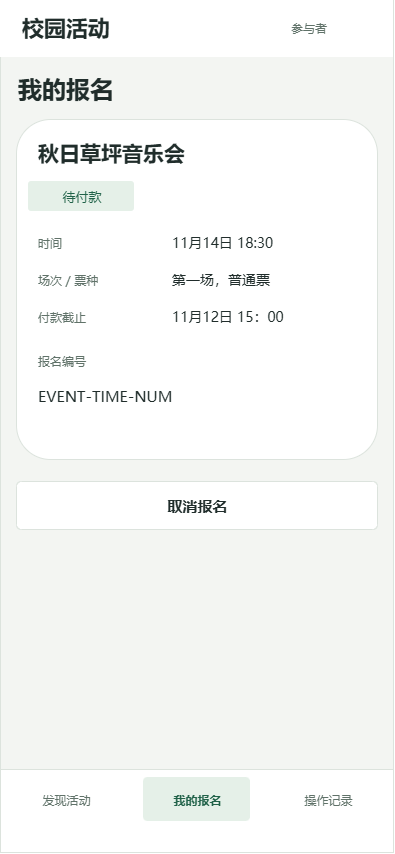 校园活动
参与者
我的报名
秋日草坪音乐会
待付款
时间 11月14日 18:30
场次 / 票种 第一场，普通票
付款截止 11月12日 15：00
报名编号
EVENT-TIME-NUM
取消报名
发现活动 我的报名 操作记录